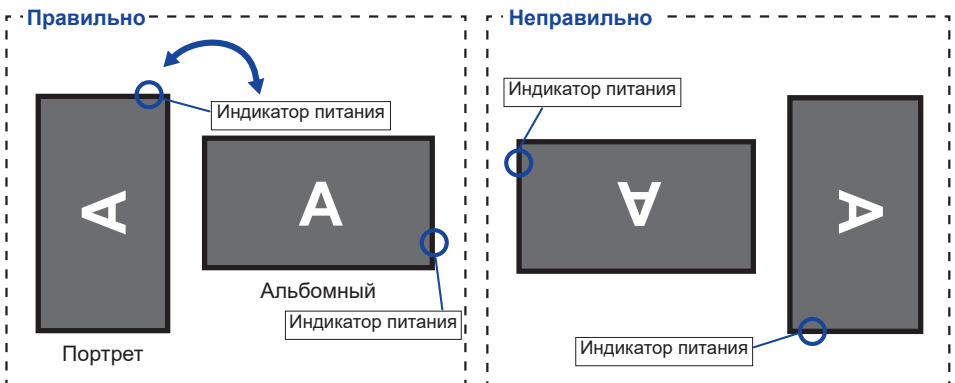 Правильно
Индикатор питания
A
A
Альбомный
Индикатор питания
Портрет
Неправильно
Индикатор питания
A
A
Индикатор питания